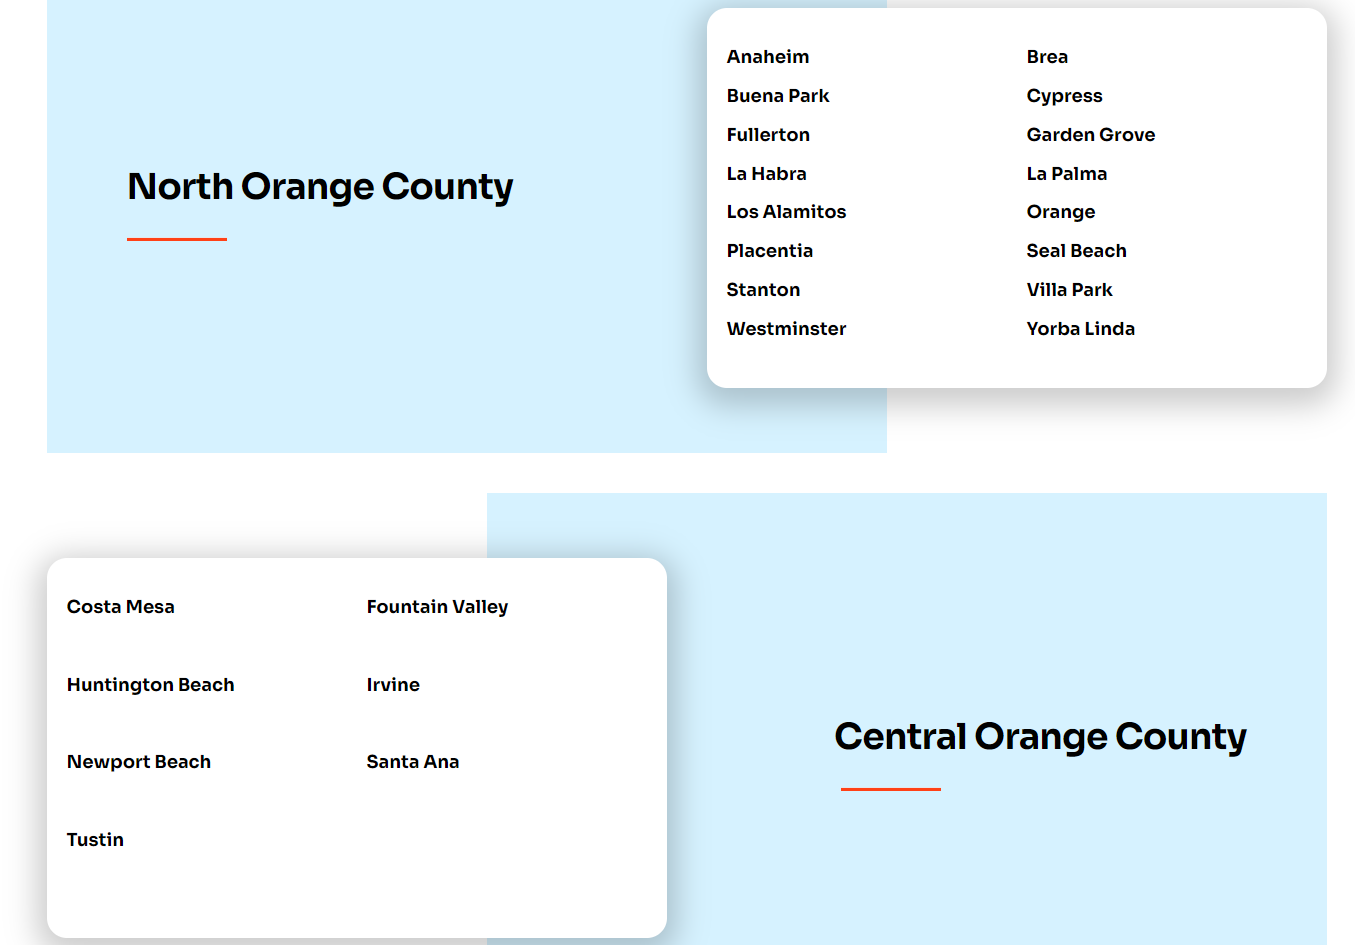 North Orange County
Anaheim
Brea
Buena Park
Cypress
Fullerton
Garden Grove
La Habra
La Palma
Los Alamitos
Orange
Placentia
Seal Beach
Stanton
Villa Park
Westminster
Yorba Linda
Costa Mesa
Fountain Valley
Huntington Beach
Irvine
Newport Beach
Santa Ana
Tustin
Central Orange County